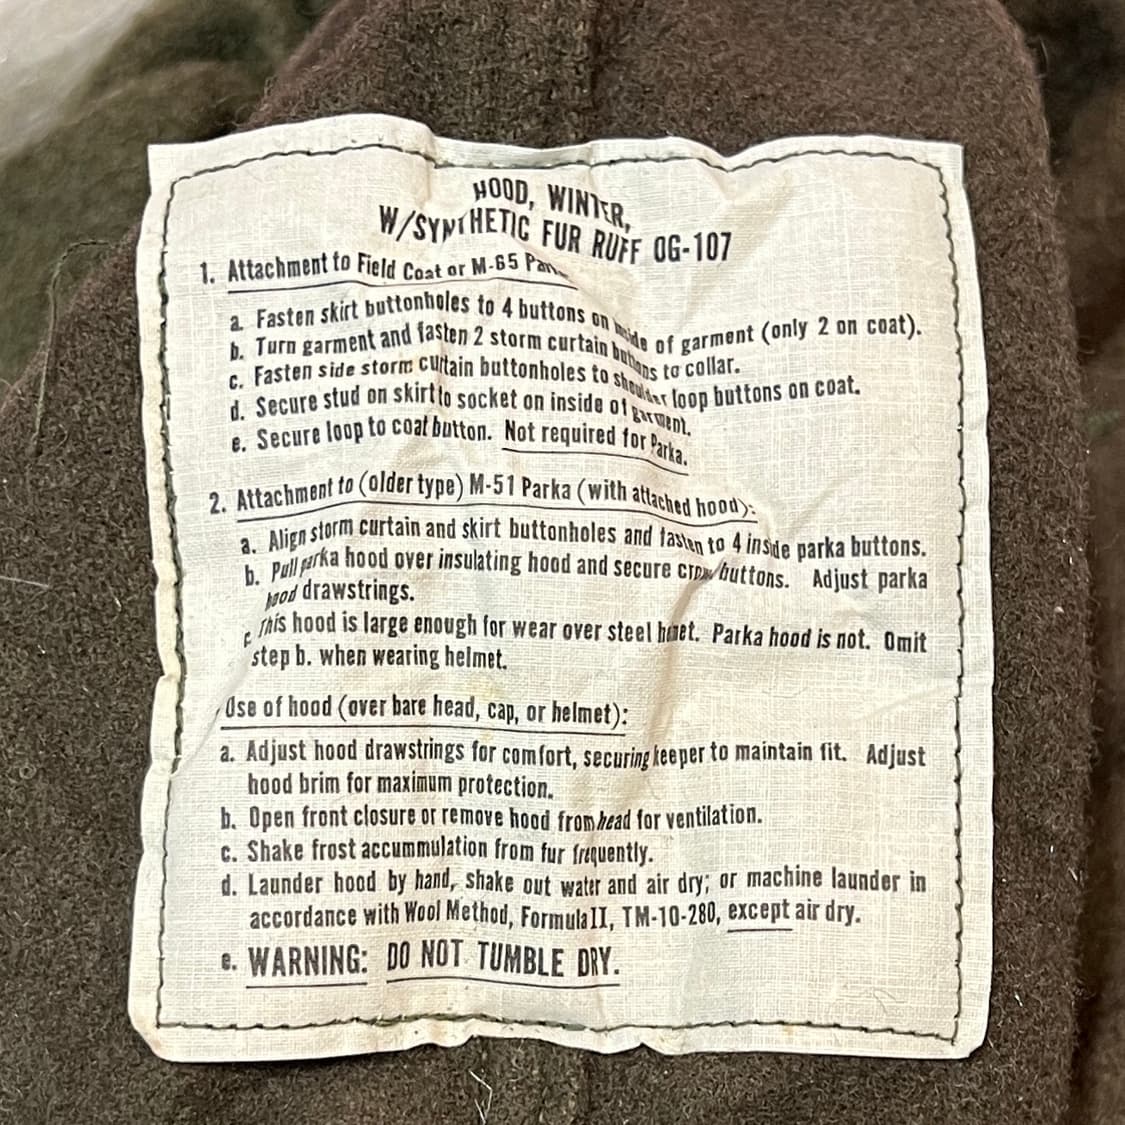 HOOD, WINTER,
W/SYNTHETIC FUR RUFF OG-107
1. Attachment to Field Coat or M-65
a. Fasten skirt buttonholes to 4 buttons on inside of garment (only 2 on coat).
b. Turn garment and fasten 2 storm curtain buttons to collar.
c. Fasten side storm curtain buttonholes to shoulder loop buttons on coat.
d. Secure stud on skirt to socket on inside of garment.
e. Secure loop to coat button. Not required for Parka.
2. Attachment to (older type) M-51 Parka (with attached hood):
a. Align storm curtain and skirt buttonholes and fasten to 4 inside parka buttons.
b. Pull parka hood over insulating hood and secure buttons. Adjust parka
hood drawstrings.
c. This hood is large enough for wear over steel helmet. Parka hood is not. Omit
step b. when wearing helmet.
Use of hood (over bare head, cap, or helmet):
a. Adjust hood drawstrings for comfort, securing keeper to maintain fit. Adjust
hood brim for maximum protection.
b. Open front closure or remove hood from head for ventilation.
c. Shake frost accummulation from fur frequently.
d. Launder hood by hand, shake out water and air dry; or machine launder in
accordance with Wool Method, Formula II, TM-10-280, except air dry.
e. WARNING: DO NOT TUMBLE DRY.